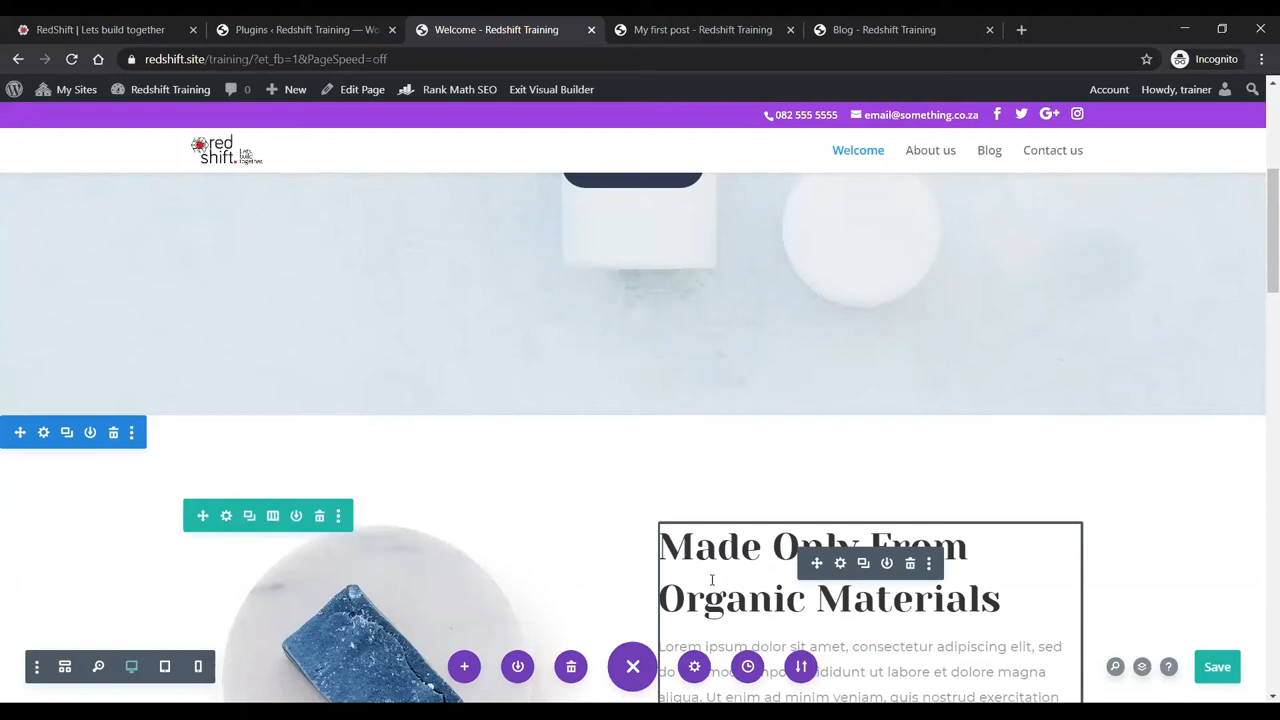 RedShift | Lets build together
Plugins ‹ Redshift Training — Wo
Welcome - Redshift Training
My first post - Redshift Training
Blog - Redshift Training
redshift.site/training/?et_fb=1&PageSpeed=off
Incognito
My Sites
Redshift Training
0
New
Edit Page
Rank Math SEO
Exit Visual Builder
Account
Howdy, trainer
082 555 5555
email@something.co.za
red
shift.
Let's
build
together.
Welcome
About us
Blog
Contact us
Made Only From
Organic Materials
Lorem ipsum dolor sit amet, consectetur adipiscing elit, sed
incididunt ut labore et dolore magna
aliqua. Ut enim ad minim veniam, quis nostrud exercitation
Save